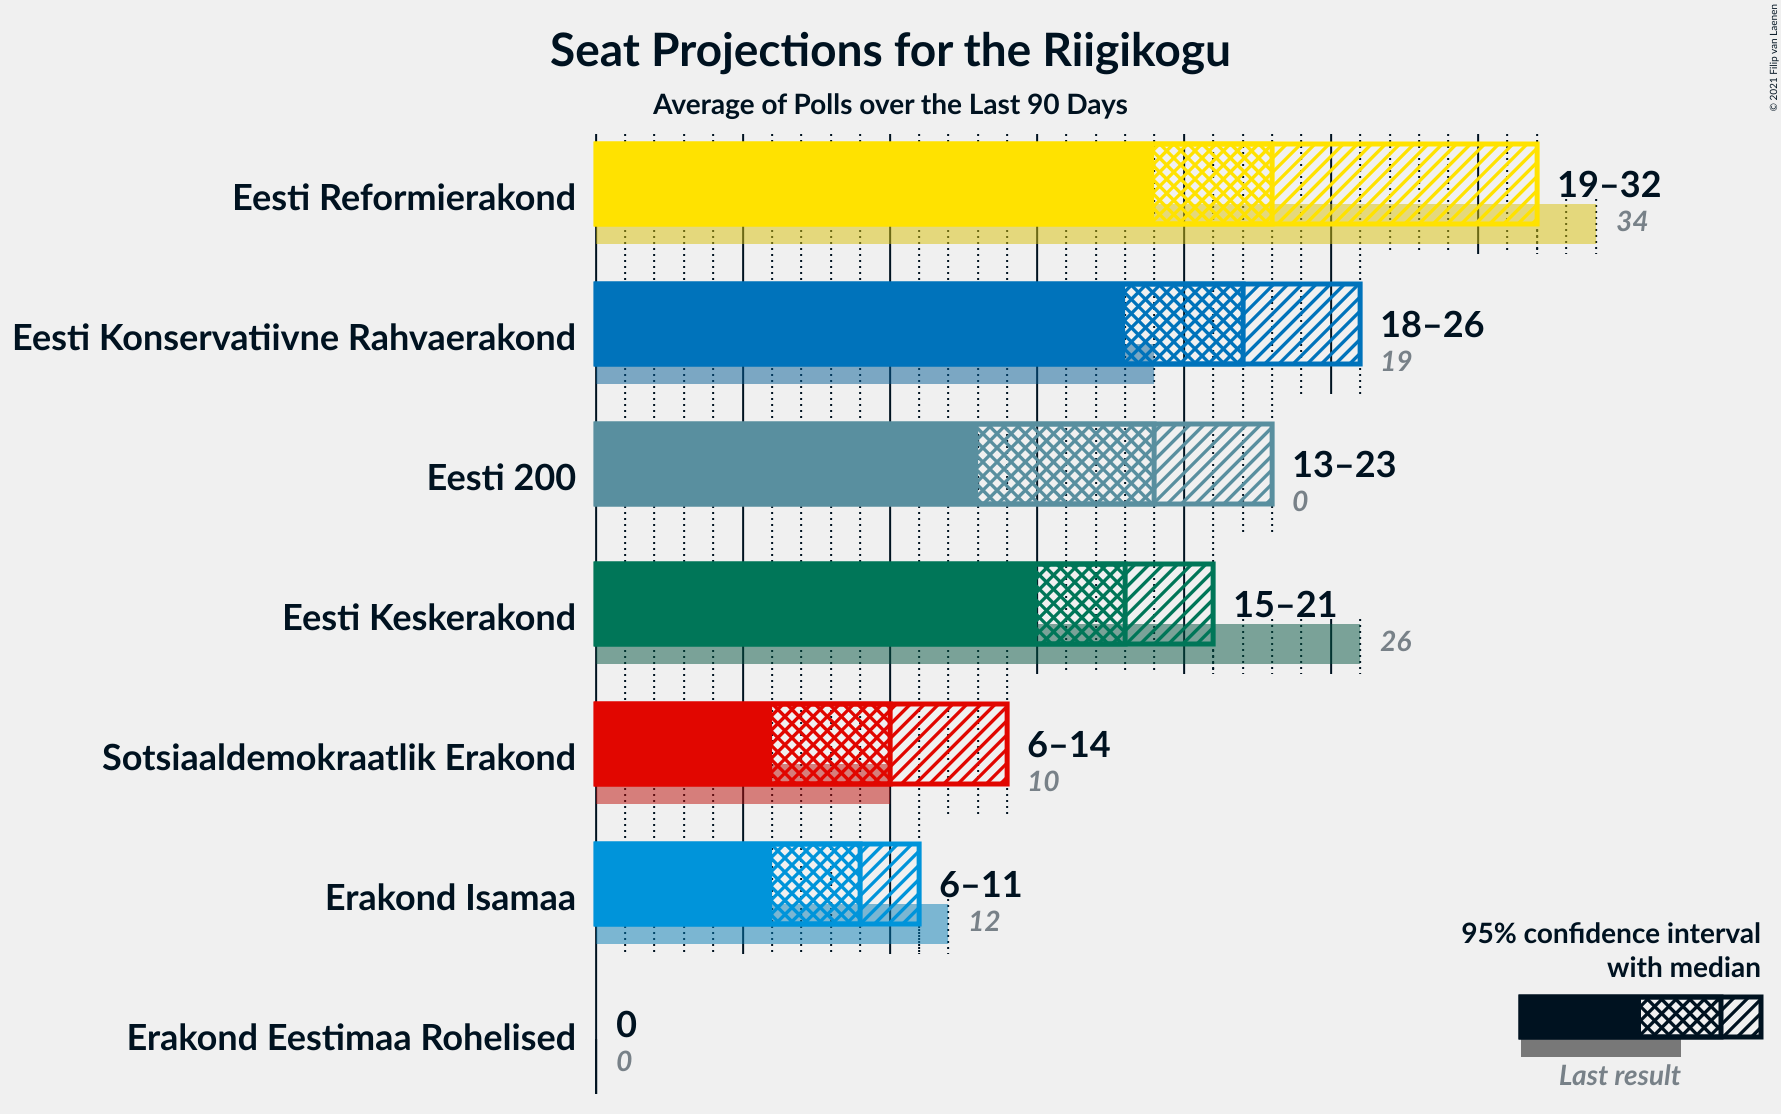 Seat Projections for the Riigikogu
Average of Polls over the Last 90 Days
© 2021 Filip van Laenen
Eesti Reformierakond
19–32
34
Eesti Konservatiivne Rahvaerakond
18–26
19
Eesti 200
13–23
0
Eesti Keskerakond
15–21
26
Sotsiaaldemokraatlik Erakond
6–14
10
Erakond Isamaa
6–11
12
Erakond Eestimaa Rohelised
0
0
95% confidence interval
with median
Last result